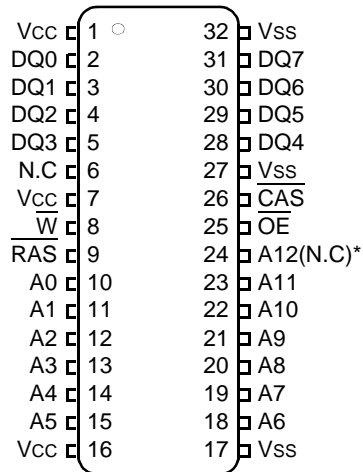 VCC 1 32 VSS
DQ0 2 31 DQ7
DQ1 3 30 DQ6
DQ2 4 29 DQ5
DQ3 5 28 DQ4
N.C 6 27 VSS
VCC 7 26 C̅A̅S̅
W̅ 8 25 O̅E̅
R̅A̅S̅ 9 24 A12(N.C)*
A0 10 23 A11
A1 11 22 A10
A2 12 21 A9
A3 13 20 A8
A4 14 19 A7
A5 15 18 A6
VCC 16 17 VSS